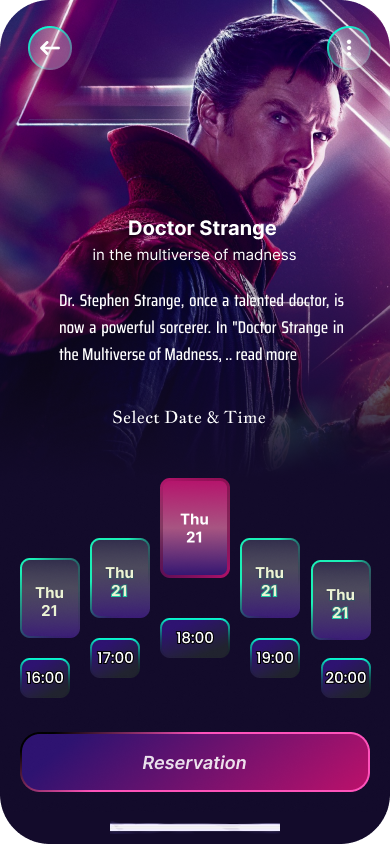 Doctor Strange
in the multiverse of madness
Dr. Stephen Strange, once a talented doctor, is
now a powerful sorcerer. In "Doctor Strange in
the Multiverse of Madness, .. read more
Select Date & Time
Thu
21
Thu
21
Thu
21
Thu
21
Thu
21
16:00
17:00
18:00
19:00
20:00
Reservation